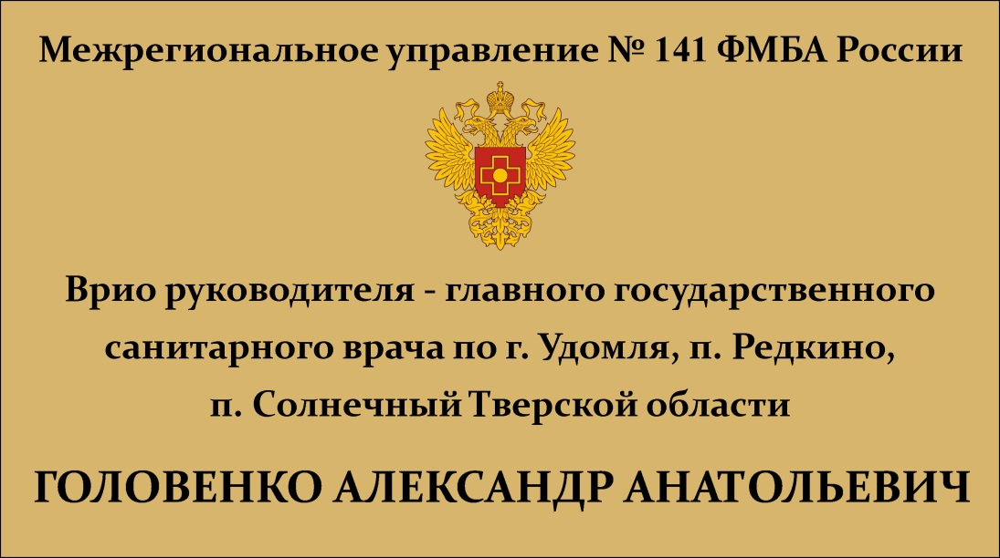 Межрегиональное управление № 141 ФМБА России
Врио руководителя - главного государственного
санитарного врача по г. Удомля, п. Редкино,
п. Солнечный Тверской области
ГОЛОВЕНКО АЛЕКСАНДР АНАТОЛЬЕВИЧ